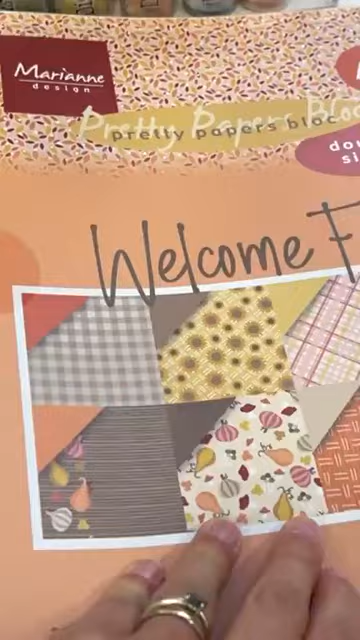 Marianne
design
Pretty Papers Bloc
pretty papers bloc
Welcome F